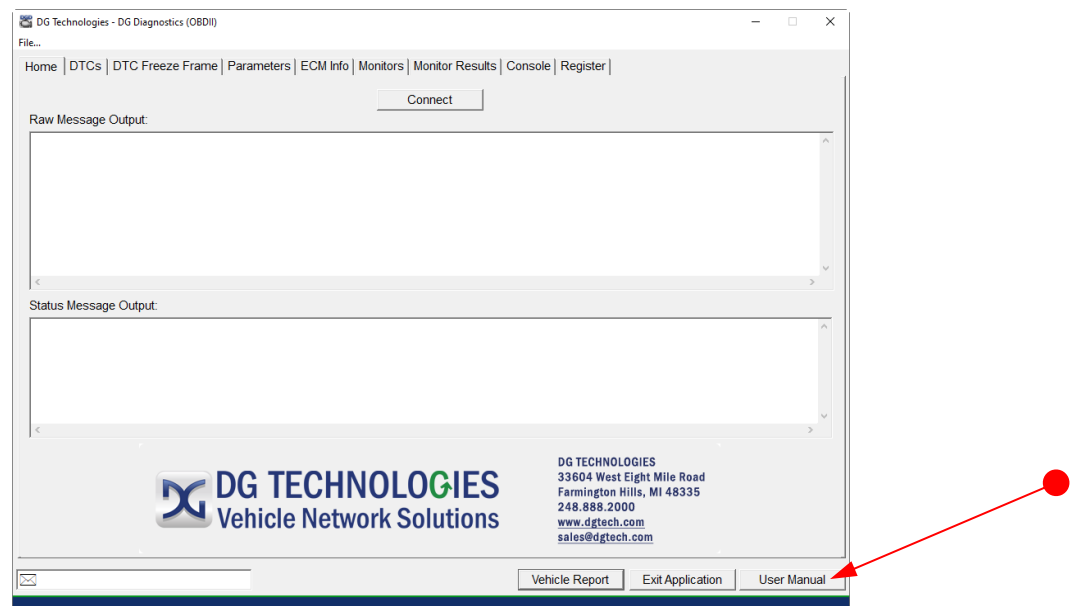 DG Technologies - DG Diagnostics (OBDII)
File...
Home DTCs DTC Freeze Frame Parameters ECM Info Monitors Monitor Results Console Register
Connect
Raw Message Output:
Status Message Output:
DG TECHNOLOGIES
Vehicle Network Solutions
DG TECHNOLOGIES
33604 West Eight Mile Road
Farmington Hills, MI 48335
248.888.2000
www.dgtech.com
sales@dgtech.com
Vehicle Report Exit Application User Manual